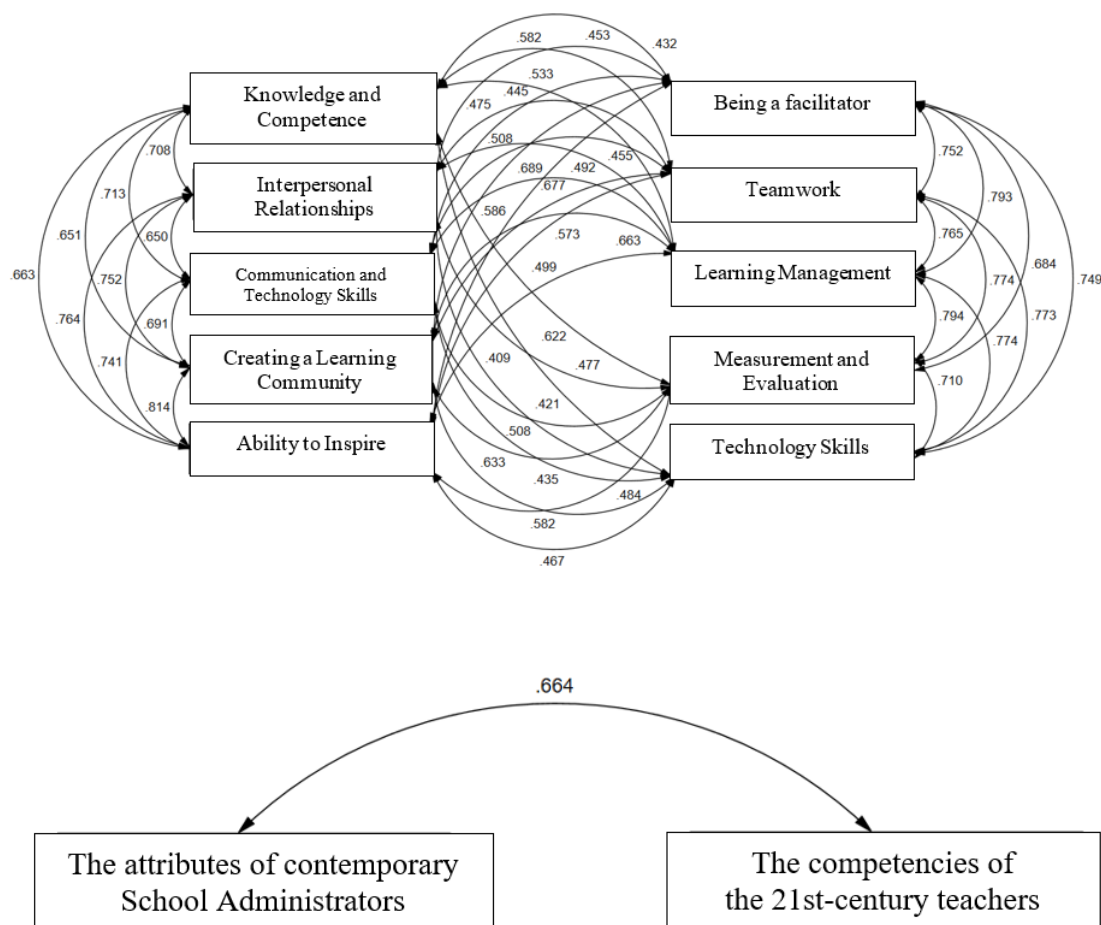 .582
.453
.432
.533
.475
.445
Knowledge and
Competence
Being a facilitator
.708
.508
.455
.752
.689
.492
.677
Interpersonal
Relationships
Teamwork
.713
.793
.586
.651
.650
.573
.663
.765
.684
.663
.752
Communication and
Technology Skills
.499
Learning Management
.774
.749
.764
.691
.794
.773
.741
.622
.774
Creating a Learning
Community
.409
.477
Measurement and
Evaluation
.710
.814
.421
.508
Ability to Inspire
Technology Skills
.633
.435
.484
.582
.467
.664
The attributes of contemporary
School Administrators
The competencies of
the 21st-century teachers